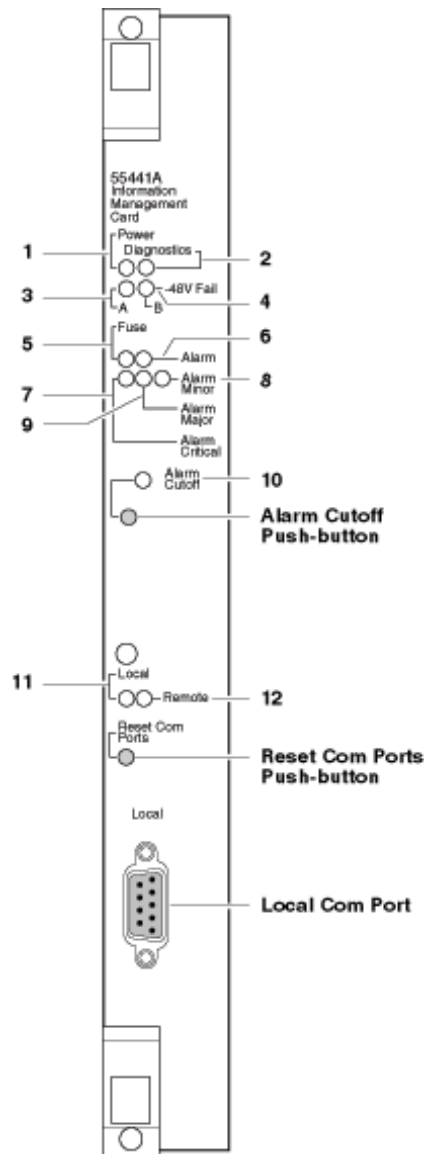 55441A
Information
Management
Card
Power
1
Diagnostics
2
3
-48V Fail
4
A
B
5
Fuse
6
Alarm
7
Alarm
Minor
8
9
Alarm
Major
Alarm
Critical
Alarm
Cutoff
10
Alarm Cutoff
Push-button
11
Local
Remote
12
Reset Com
Ports
Reset Com Ports
Push-button
Local
Local Com Port